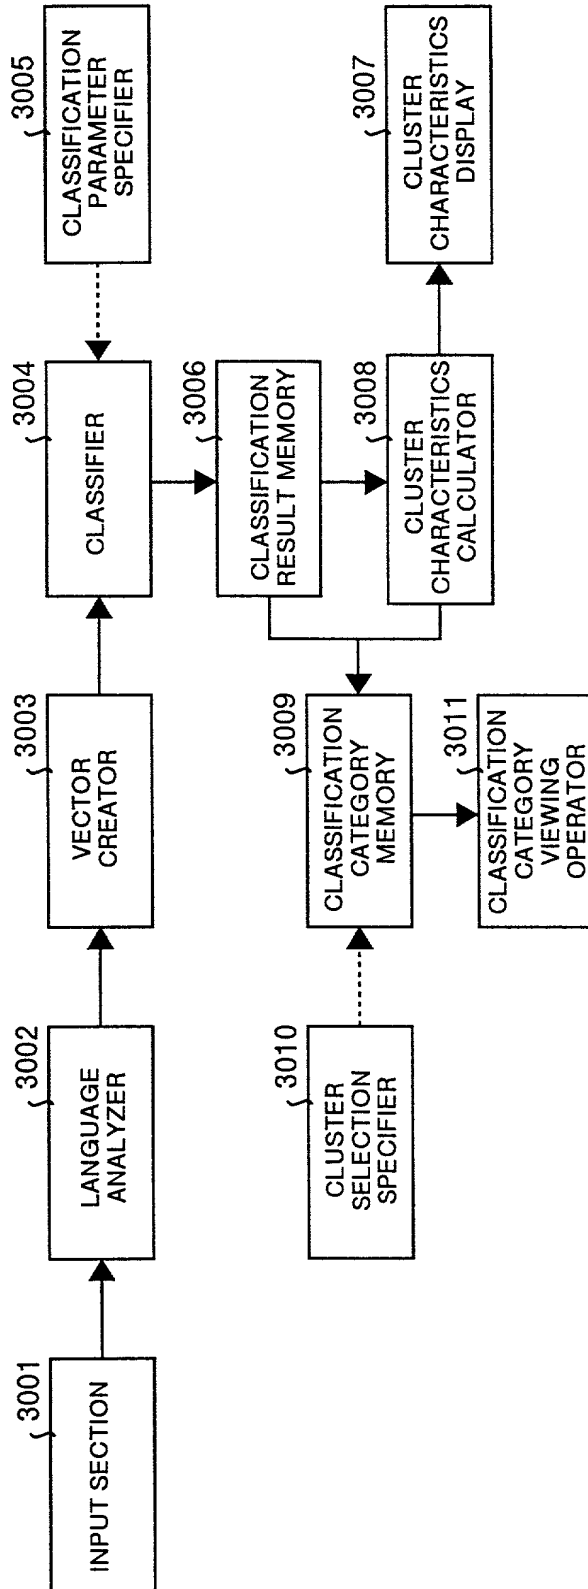 3001
INPUT SECTION
3002
LANGUAGE
ANALYZER
3003
VECTOR
CREATOR
3004
CLASSIFIER
3005
CLASSIFICATION
PARAMETER
SPECIFIER
3006
CLASSIFICATION
RESULT MEMORY
3010
CLUSTER
SELECTION
SPECIFIER
3009
CLASSIFICATION
CATEGORY
MEMORY
3008
CLUSTER
CHARACTERISTICS
CALCULATOR
3007
CLUSTER
CHARACTERISTICS
DISPLAY
3011
CLASSIFICATION
CATEGORY
VIEWING
OPERATOR